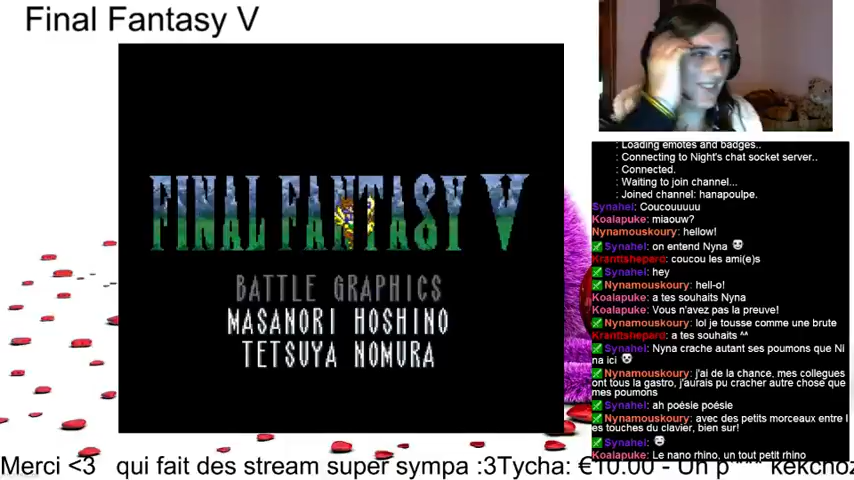 Final Fantasy V
FINAL FANTASY V
BATTLE GRAPHICS
MASANORI HOSHINO
TETSUYA NOMURA
: Loading emotes and badges..
: Connecting to Night's chat socket server..
: Connected.
: Waiting to join channel...
: Joined channel: hanapoulpe.
Synahel: Coucouuuuu
Koalapuke: miaouw?
Nynamouskoury: hellow!
Synahel: on entend Nyna
Kranttshepard: coucou les ami(e)s
Synahel: hey
Nynamouskoury: hell-o!
Koalapuke: a tes souhaits Nyna
Koalapuke: Vous n'avez pas la preuve!
Nynamouskoury: lol je tousse comme une brute
Kranttshepard: a tes souhaits ^^
Synahel: Nyna crache autant ses poumons que Ni
na ici
Nynamouskoury: j'ai de la chance, mes collegues
ont tous la gastro, j'aurais pu cracher autre chose que
mes poumons
Synahel: ah poésie poésie
Nynamouskoury: avec des petits morceaux entre l
es touches du clavier, bien sur!
Synahel:
Koalapuke: Le nano rhino, un tout petit rhino
Merci <3 qui fait des stream super sympa :3Tycha: €10.00 - Un p**** kekchoz